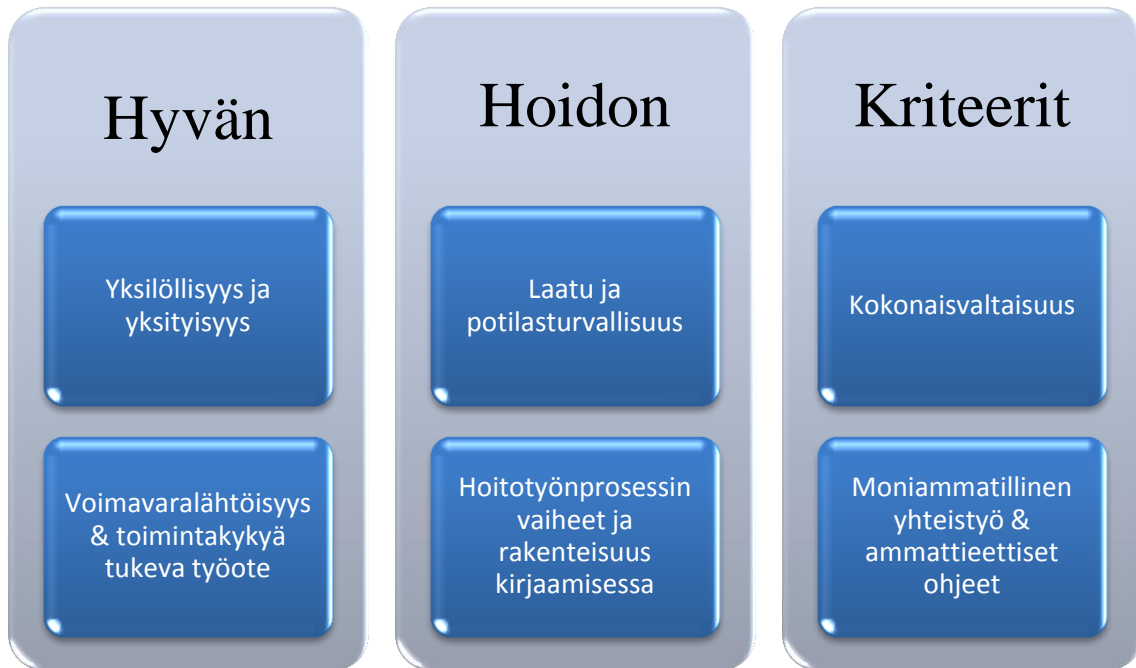 Hyvän
Hoidon
Kriteerit
Yksilöllisyys ja
yksityisyys
Laatu ja
potilasturvallisuus
Kokonaisvaltaisuus
Voimavaralähtöisyys
& toimintakykyä
tukeva työote
Hoitotyönprosessin
vaiheet ja
rakenteisuus
kirjaamisessa
Moniammatillinen
yhteistyö &
ammattieettiset
ohjeet